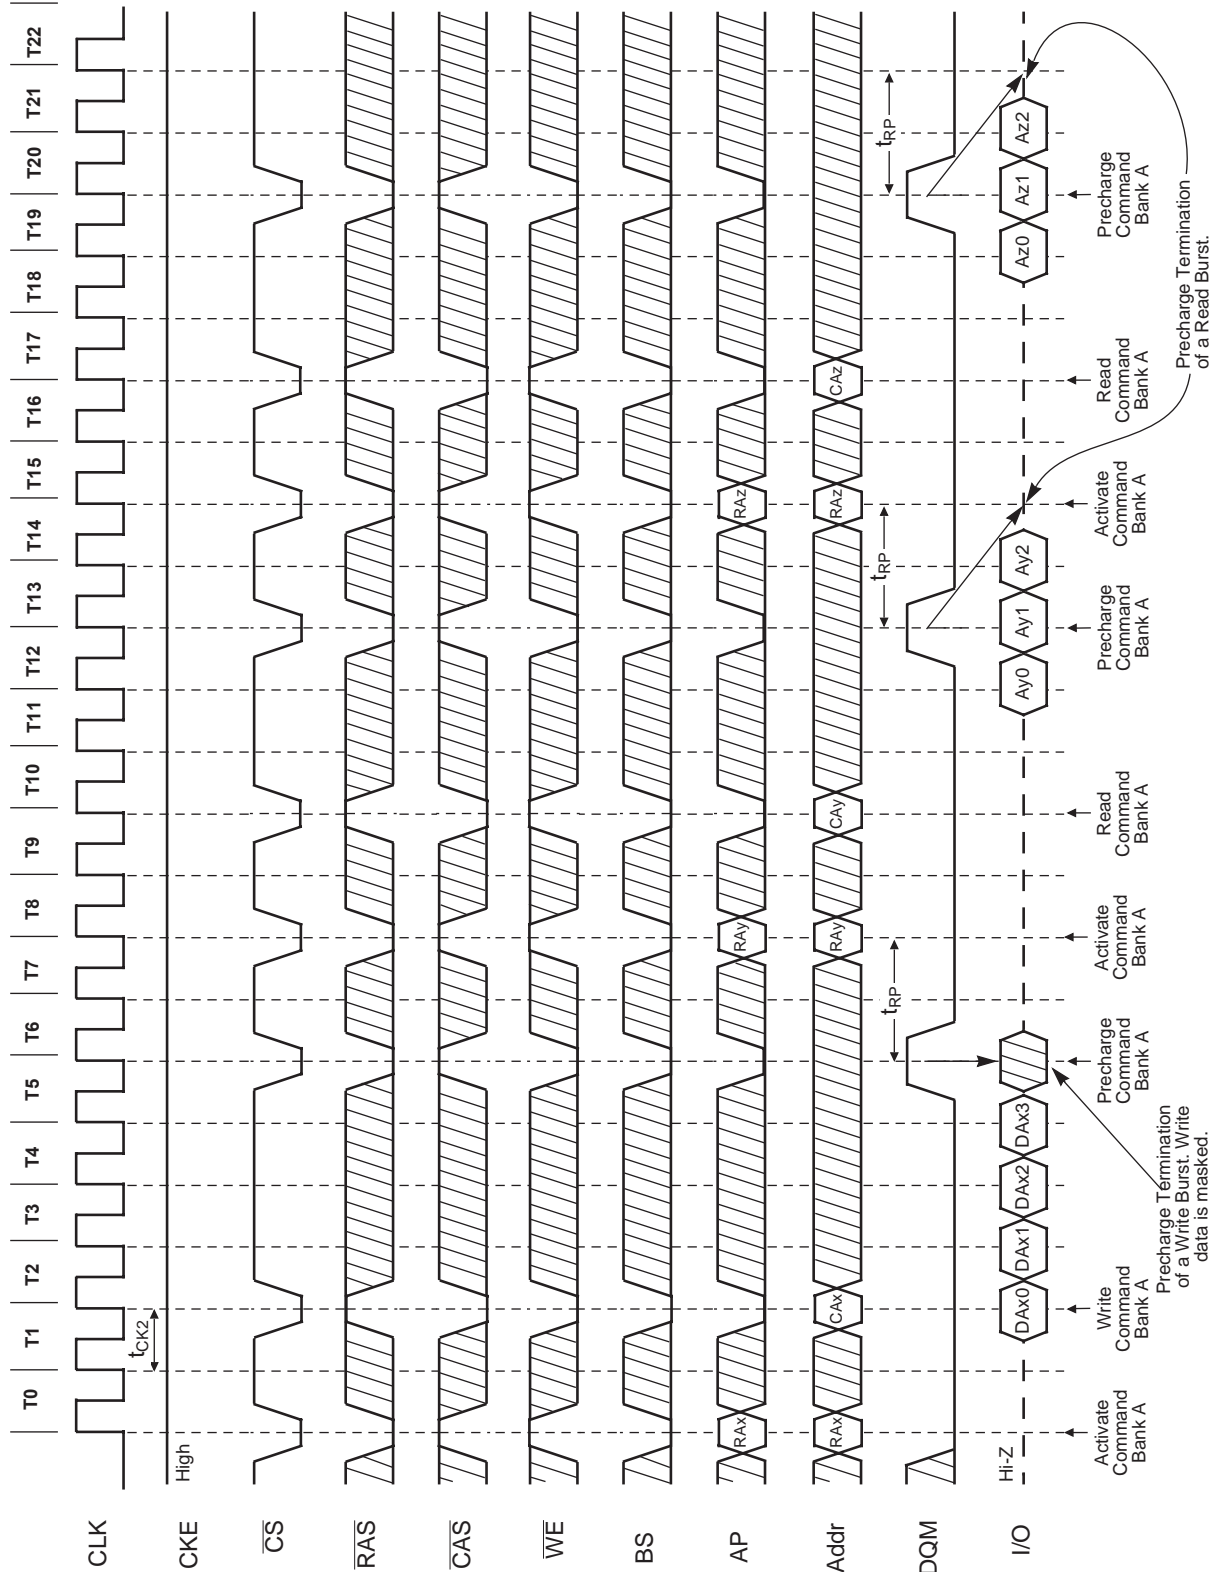 T0 T1 T2 T3 T4 T5 T6 T7 T8 T9 T10 T11 T12 T13 T14 T15 T16 T17 T18 T19 T20 T21 T22
CLK
tCK2
CKE
High
CS
RAS
CAS
WE
BS
AP
RAx RAy RAz
Addr
RAx CAx RAy CAy RAz CAz
tRP tRP tRP
DQM
I/O
Hi-Z
DAx0 DAx1 DAx2 DAx3 Ay0 Ay1 Ay2 Az0 Az1 Az2
Activate
Command
Bank A
Write
Command
Bank A
Precharge
Command
Bank A
Activate
Command
Bank A
Read
Command
Bank A
Precharge
Command
Bank A
Activate
Command
Bank A
Read
Command
Bank A
Precharge
Command
Bank A
Precharge Termination
of a Write Burst. Write
data is masked.
Precharge Termination
of a Read Burst.